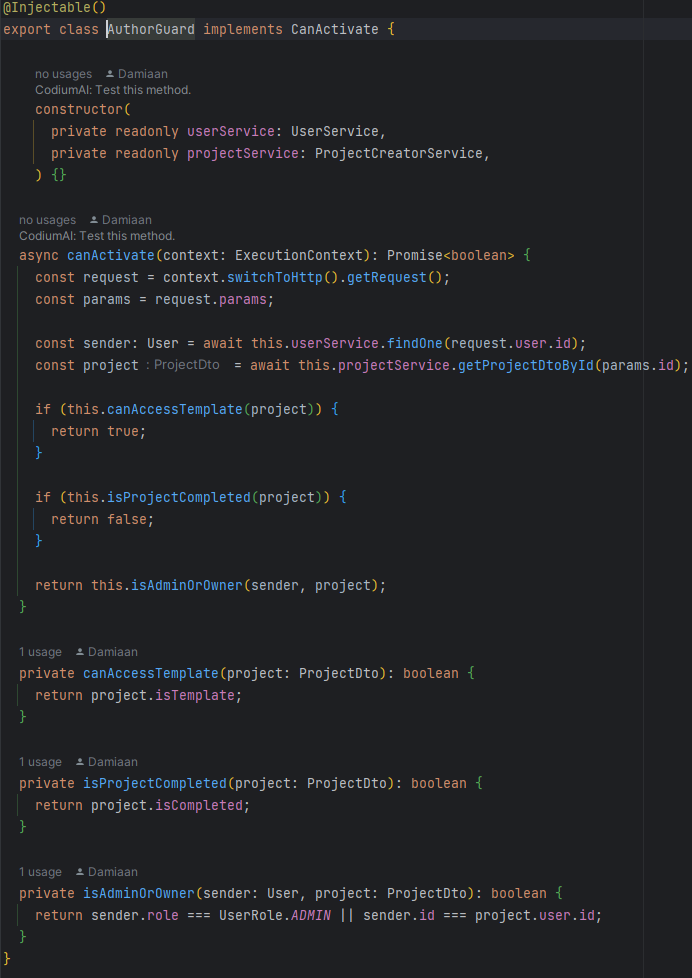 @Injectable()
export class AuthorGuard implements CanActivate {
no usages Damiaan
CodiumAI: Test this method.
constructor(
private readonly userService: UserService,
private readonly projectService: ProjectCreatorService,
) {}
no usages Damiaan
CodiumAI: Test this method.
async canActivate(context: ExecutionContext): Promise<boolean> {
const request = context.switchToHttp().getRequest();
const params = request.params;
const sender: User = await this.userService.findOne(request.user.id);
const project : ProjectDto = await this.projectService.getProjectDtoById(params.id);
if (this.canAccessTemplate(project)) {
return true;
}
if (this.isProjectCompleted(project)) {
return false;
}
return this.isAdminOrOwner(sender, project);
}
1 usage Damiaan
private canAccessTemplate(project: ProjectDto): boolean {
return project.isTemplate;
}
1 usage Damiaan
private isProjectCompleted(project: ProjectDto): boolean {
return project.isCompleted;
}
1 usage Damiaan
private isAdminOrOwner(sender: User, project: ProjectDto): boolean {
return sender.role === UserRole.ADMIN || sender.id === project.user.id;
}
}